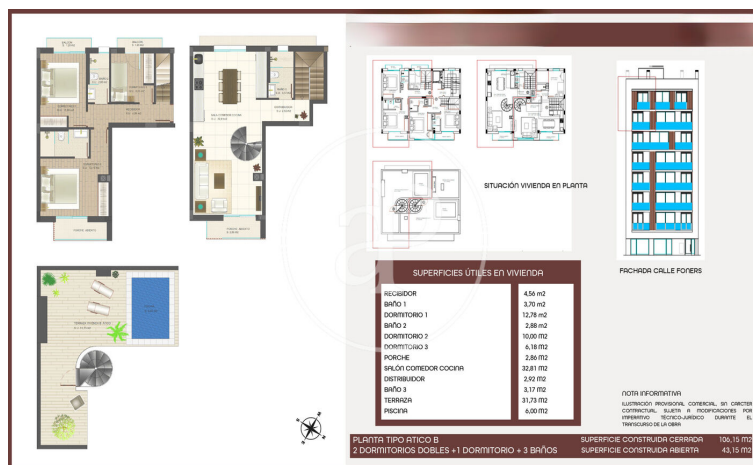 SITUACIÓN VIVIENDA EN PLANTA
FACHADA CALLE FONERS
SUPERFICIES ÚTILES EN VIVIENDA
RECIBIDOR 4,56 m2
BAÑO 1 3,70 m2
DORMITORIO 1 12,78 m2
BAÑO 2 2,88 m2
DORMITORIO 2 10,00 m2
DORMITORIO 3 6,18 m2
PORCHE 2,86 m2
SALÓN COMEDOR COCINA 32,81 m2
DISTRIBUIDOR 2,92 m2
BAÑO 3 3,17 m2
TERRAZA 31,73 m2
PISCINA 6,00 m2
NOTA INFORMATIVA
ILUSTRACIÓN PROVISIONAL COMERCIAL, SIN CARÁCTER
CONTRACTUAL, SUJETA A MODIFICACIONES POR
IMPERATIVO TÉCNICO-JURÍDICO DURANTE EL
TRANSCURSO DE LA OBRA
PLANTA TIPO ATICO B
2 DORMITORIOS DOBLES +1 DORMITORIO + 3 BAÑOS
SUPERFICIE CONSTRUIDA CERRADA 106,15 m2
SUPERFICIE CONSTRUIDA ABIERTA 43,15 m2